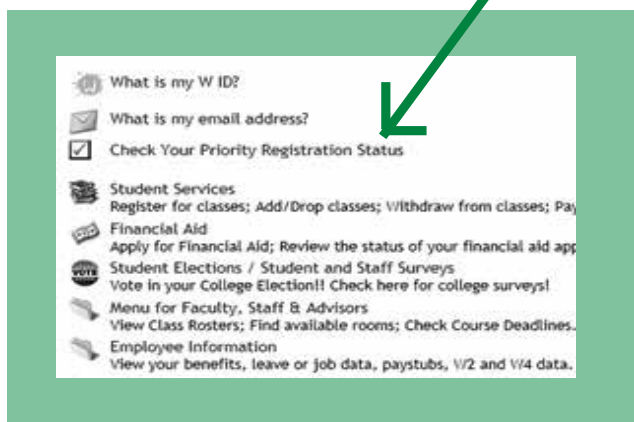 What is my W ID?
What is my email address?
Check Your Priority Registration Status
Student Services
Register for classes; Add/Drop classes; Withdraw from classes; Pay
Financial Aid
Apply for Financial Aid; Review the status of your financial aid app
VOTE Student Elections / Student and Staff Surveys
Vote in your College Election!! Check here for college surveys!
Menu for Faculty, Staff & Advisors
View Class Rosters; Find available rooms; Check Course Deadlines.
Employee Information
View your benefits, leave or job data, paystubs, W2 and W4 data.